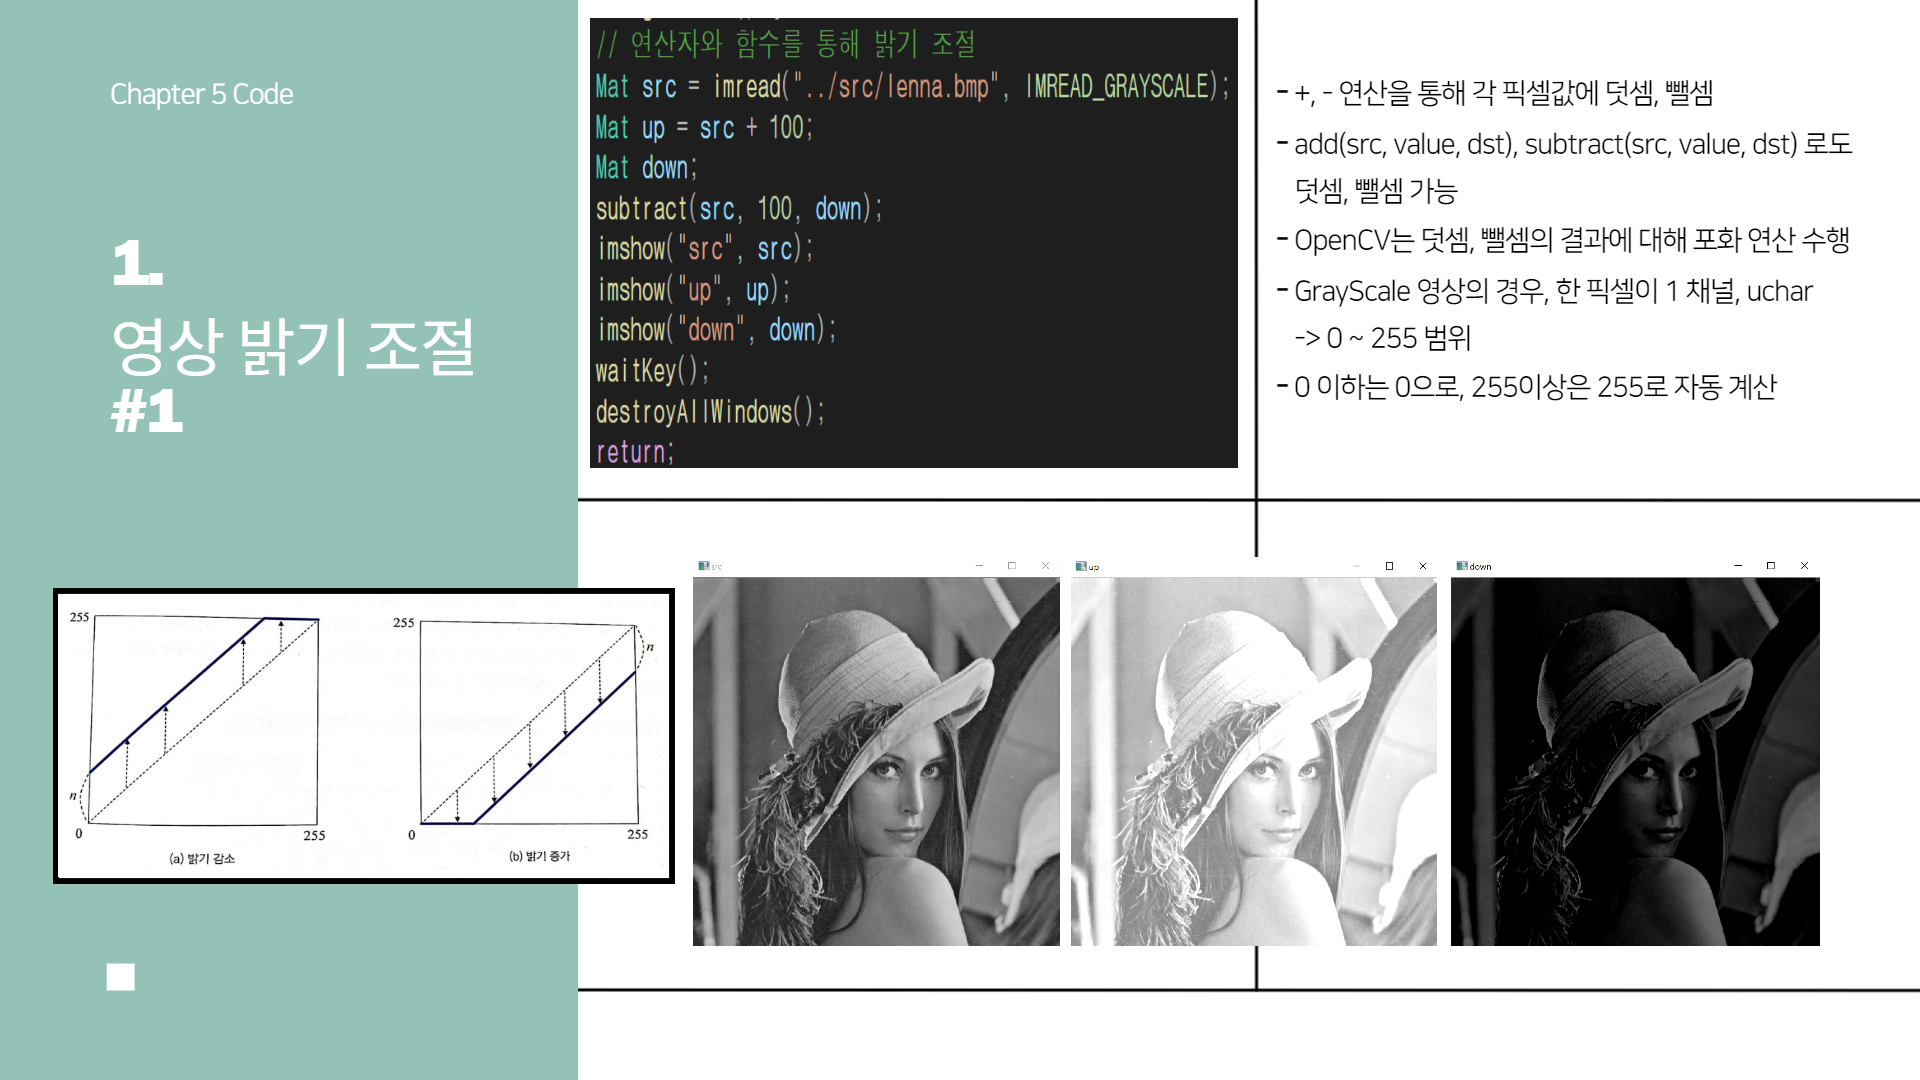 Chapter 5 Code
1.
영상 밝기 조절
#1
// 연산자와 함수를 통해 밝기 조절
Mat src = imread("../src/lenna.bmp", IMREAD_GRAYSCALE);
Mat up = src + 100;
Mat down;
subtract(src, 100, down);
imshow("src", src);
imshow("up", up);
imshow("down", down);
waitKey();
destroyAllWindows();
return;
- +, - 연산을 통해 각 픽셀값에 덧셈, 뺄셈
- add(src, value, dst), subtract(src, value, dst) 로도
덧셈, 뺄셈 가능
- OpenCV는 덧셈, 뺄셈의 결과에 대해 포화 연산 수행
- GrayScale 영상의 경우, 한 픽셀이 1 채널, uchar
-> 0 ~ 255 범위
- 0 이하는 0으로, 255이상은 255로 자동 계산
255
n
0
255
(a) 밝기 감소
255
n
0
255
(b) 밝기 증가
src
up
down